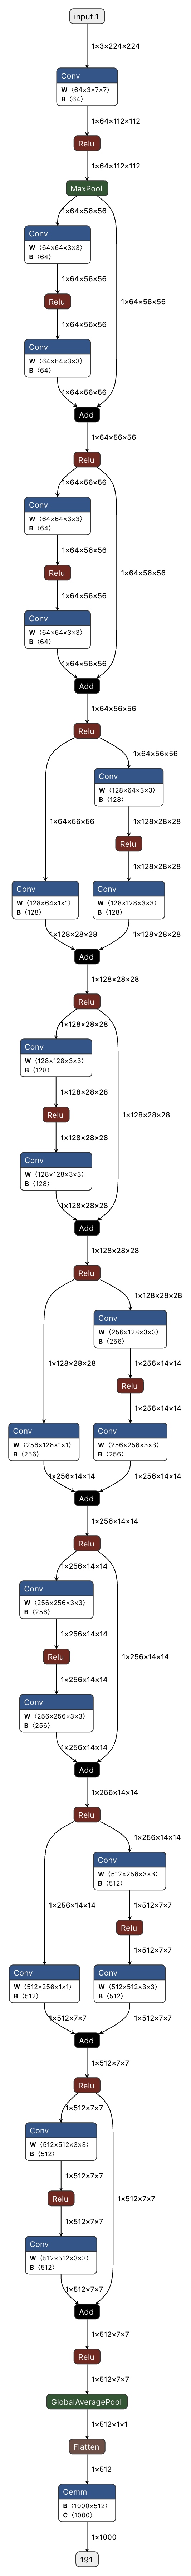 input.1
1×3×224×224
Conv
W ⟨64×3×7×7⟩
B ⟨64⟩
1×64×112×112
Relu
1×64×112×112
MaxPool
1×64×56×56
Conv
W ⟨64×64×3×3⟩
B ⟨64⟩
1×64×56×56
Relu
1×64×56×56
1×64×56×56
Conv
W ⟨64×64×3×3⟩
B ⟨64⟩
1×64×56×56
Add
1×64×56×56
Relu
1×64×56×56
Conv
W ⟨64×64×3×3⟩
B ⟨64⟩
1×64×56×56
Relu
1×64×56×56
1×64×56×56
Conv
W ⟨64×64×3×3⟩
B ⟨64⟩
1×64×56×56
Add
1×64×56×56
Relu
1×64×56×56
Conv
W ⟨128×64×3×3⟩
B ⟨128⟩
1×64×56×56
1×128×28×28
Relu
1×128×28×28
Conv
W ⟨128×64×1×1⟩
B ⟨128⟩
Conv
W ⟨128×128×3×3⟩
B ⟨128⟩
1×128×28×28
1×128×28×28
Add
1×128×28×28
Relu
1×128×28×28
Conv
W ⟨128×128×3×3⟩
B ⟨128⟩
1×128×28×28
Relu
1×128×28×28
1×128×28×28
Conv
W ⟨128×128×3×3⟩
B ⟨128⟩
1×128×28×28
Add
1×128×28×28
Relu
1×128×28×28
Conv
W ⟨256×128×3×3⟩
B ⟨256⟩
1×128×28×28
1×256×14×14
Relu
1×256×14×14
Conv
W ⟨256×128×1×1⟩
B ⟨256⟩
Conv
W ⟨256×256×3×3⟩
B ⟨256⟩
1×256×14×14
1×256×14×14
Add
1×256×14×14
Relu
1×256×14×14
Conv
W ⟨256×256×3×3⟩
B ⟨256⟩
1×256×14×14
Relu
1×256×14×14
1×256×14×14
Conv
W ⟨256×256×3×3⟩
B ⟨256⟩
1×256×14×14
Add
1×256×14×14
Relu
1×256×14×14
Conv
W ⟨512×256×3×3⟩
B ⟨512⟩
1×256×14×14
1×512×7×7
Relu
1×512×7×7
Conv
W ⟨512×256×1×1⟩
B ⟨512⟩
Conv
W ⟨512×512×3×3⟩
B ⟨512⟩
1×512×7×7
1×512×7×7
Add
1×512×7×7
Relu
1×512×7×7
Conv
W ⟨512×512×3×3⟩
B ⟨512⟩
1×512×7×7
Relu
1×512×7×7
1×512×7×7
Conv
W ⟨512×512×3×3⟩
B ⟨512⟩
1×512×7×7
Add
1×512×7×7
Relu
1×512×7×7
GlobalAveragePool
1×512×1×1
Flatten
1×512
Gemm
B ⟨1000×512⟩
C ⟨1000⟩
1×1000
191